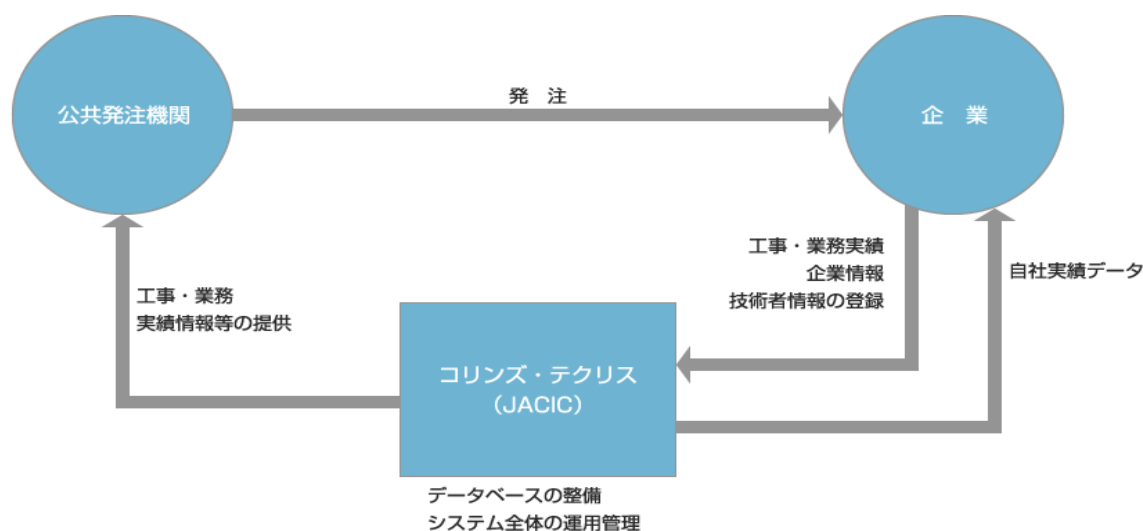 発　注
公共発注機関
企　業
工事・業務実績
企業情報
技術者情報の登録
自社実績データ
工事・業務
実績情報等の提供
コリンズ・テクリス
（JACIC）
データベースの整備
システム全体の運用管理